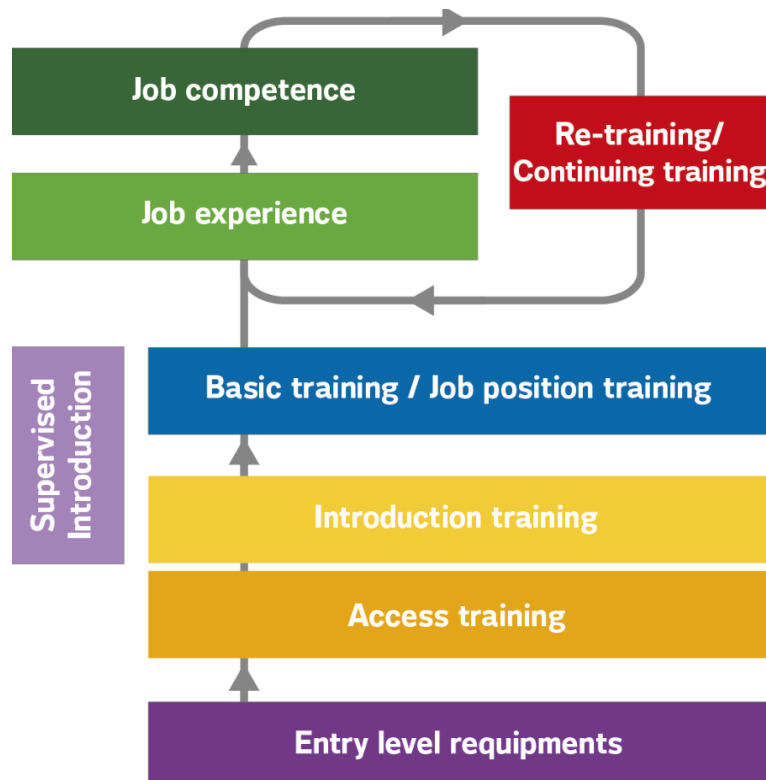 Job competence
Re-training/
Continuing training
Job experience
Supervised
Introduction
Basic training / Job position training
Introduction training
Access training
Entry level requipments